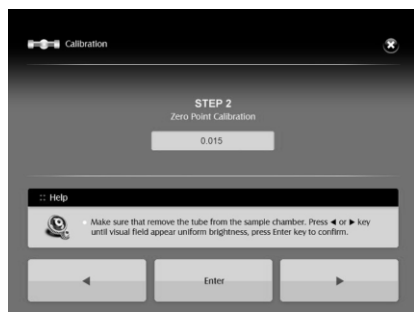 Calibration
STEP 2
Zero Point Calibration
0.015
:: Help
Make sure that remove the tube from the sample chamber. Press ◄ or ► key
until visual field appear uniform brightness, press Enter key to confirm.
◄ Enter ►